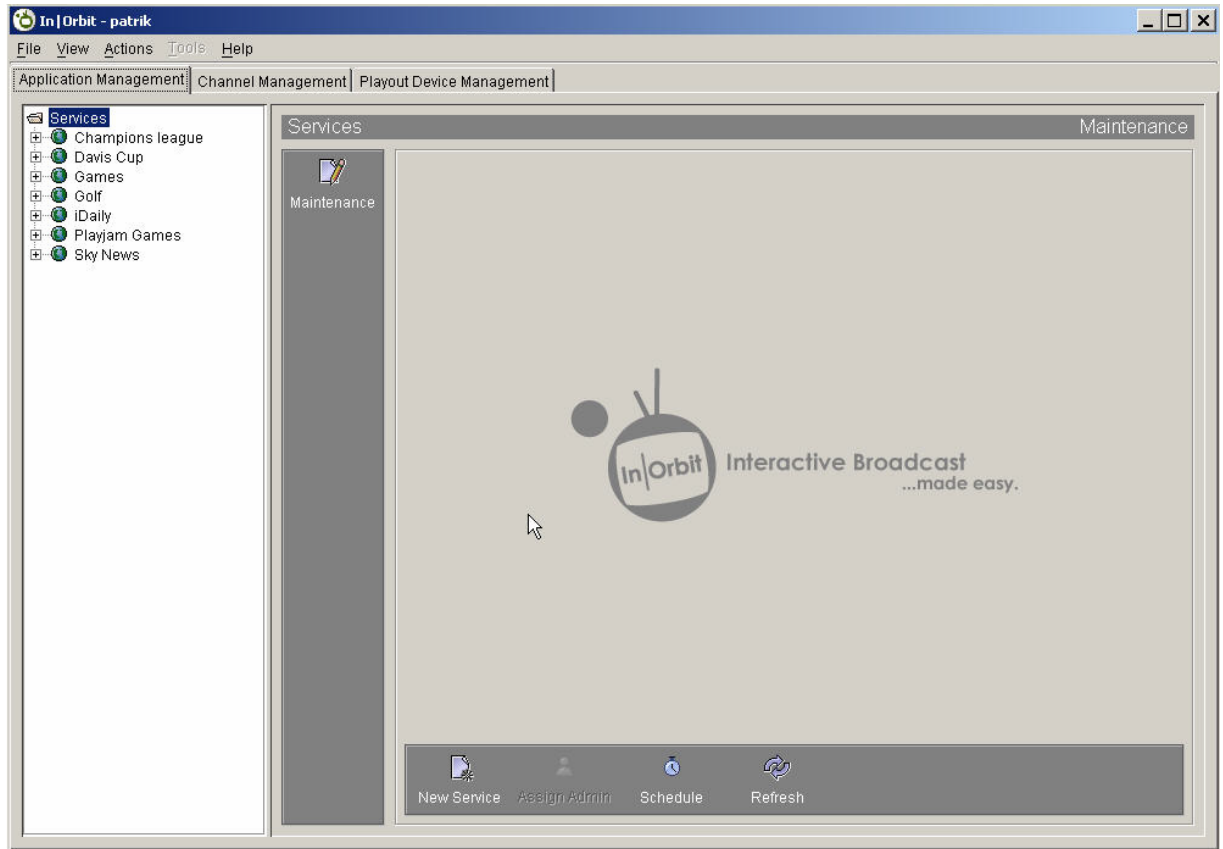 In|Orbit - patrik
File View Actions Tools Help
Application Management Channel Management Playout Device Management
Services
Champions league
Davis Cup
Games
Golf
iDaily
Playjam Games
Sky News
Services Maintenance
Maintenance
In|Orbit
Interactive Broadcast
...made easy.
New Service Assign Admin Schedule Refresh